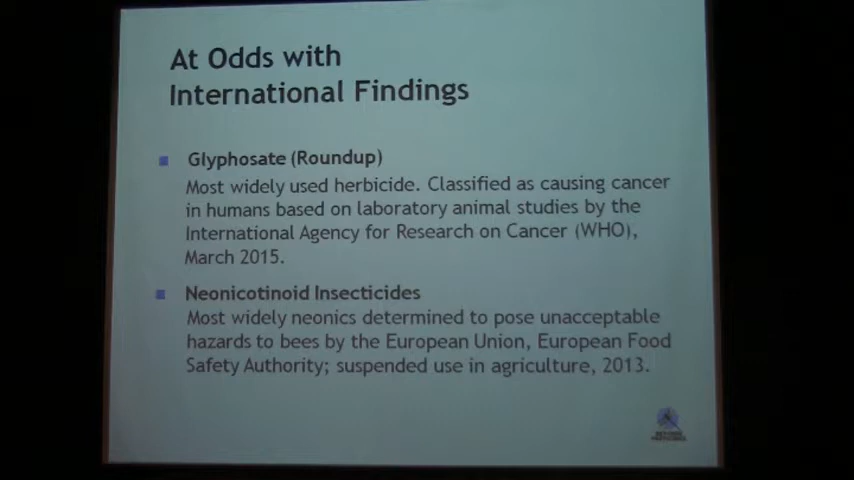 At Odds with
International Findings
Glyphosate (Roundup)
Most widely used herbicide. Classified as causing cancer
in humans based on laboratory animal studies by the
International Agency for Research on Cancer (WHO),
March 2015.
Neonicotinoid Insecticides
Most widely neonics determined to pose unacceptable
hazards to bees by the European Union, European Food
Safety Authority; suspended use in agriculture, 2013.